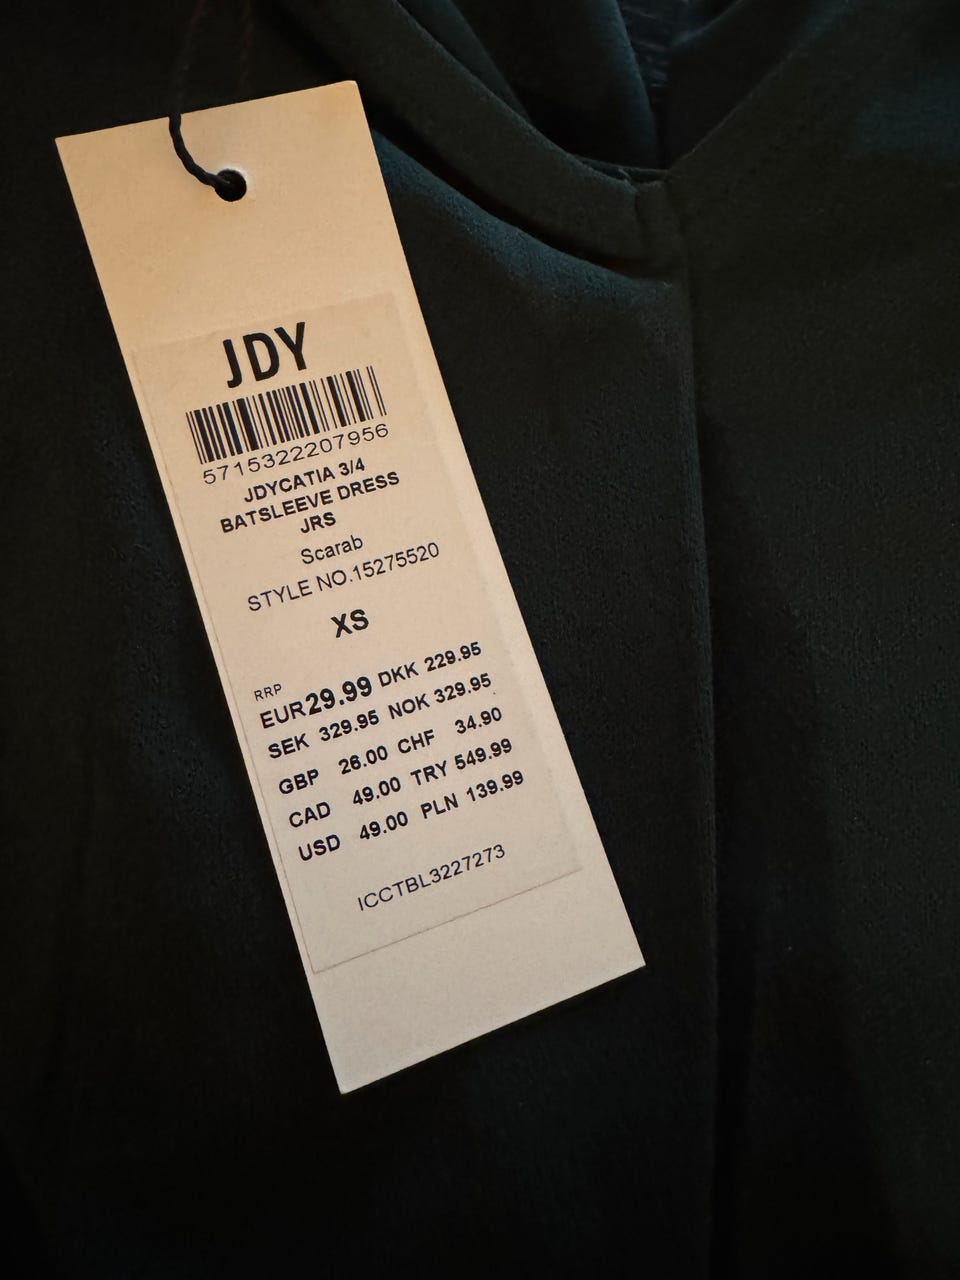 JDY
5715322207956
JDYCATIA 3/4
BATSLEEVE DRESS
JRS
Scarab
STYLE NO.15275520
XS
RRP
EUR29.99 DKK 229.95
SEK 329.95 NOK 329.95
GBP 26.00 CHF 34.90
CAD 49.00 TRY 549.99
USD 49.00 PLN 139.99
ICCTBL3227273